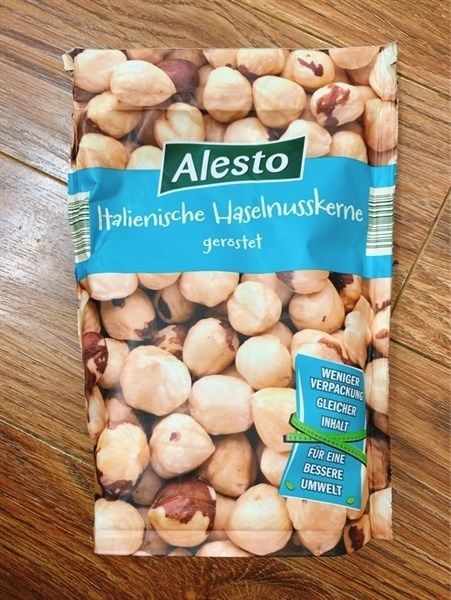 Alesto
Italienische Haselnusskerne
geröstet
WENIGER
VERPACKUNG
GLEICHER
INHALT
FÜR EINE
BESSERE
UMWELT